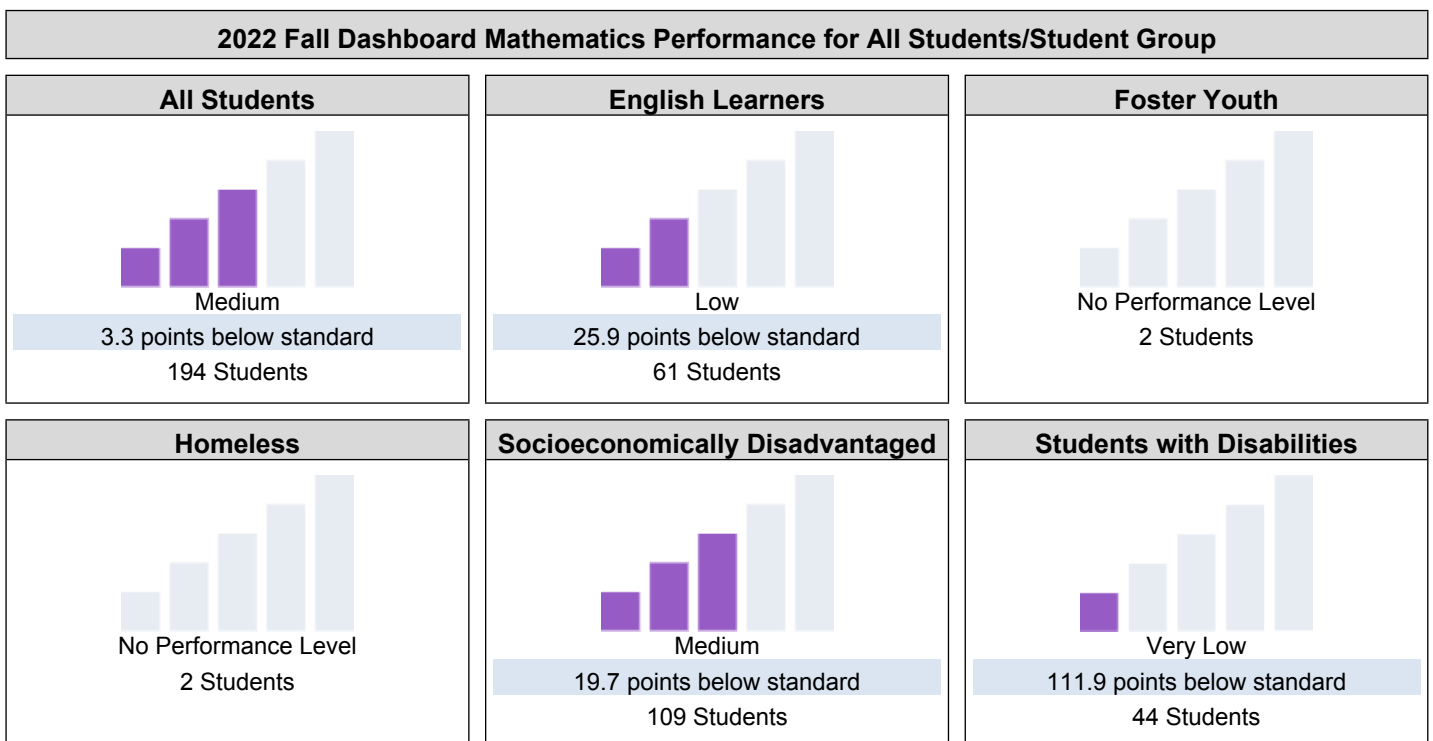 2022 Fall Dashboard Mathematics Performance for All Students/Student Group
All Students
Medium
3.3 points below standard
194 Students
English Learners
Low
25.9 points below standard
61 Students
Foster Youth
No Performance Level
2 Students
Homeless
No Performance Level
2 Students
Socioeconomically Disadvantaged
Medium
19.7 points below standard
109 Students
Students with Disabilities
Very Low
111.9 points below standard
44 Students